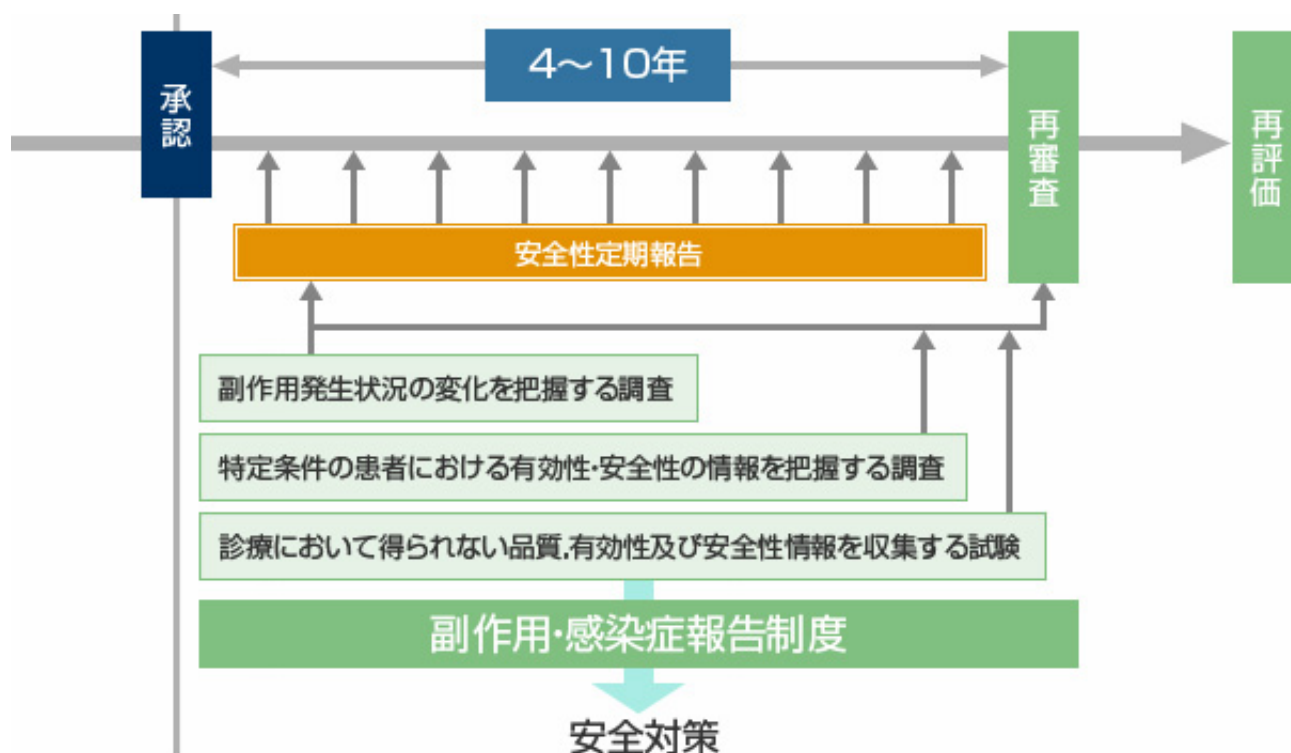 承認
4～10年
再審査
再評価
安全性定期報告
副作用発生状況の変化を把握する調査
特定条件の患者における有効性・安全性の情報を把握する調査
診療において得られない品質.有効性及び安全性情報を収集する試験
副作用・感染症報告制度
安全対策